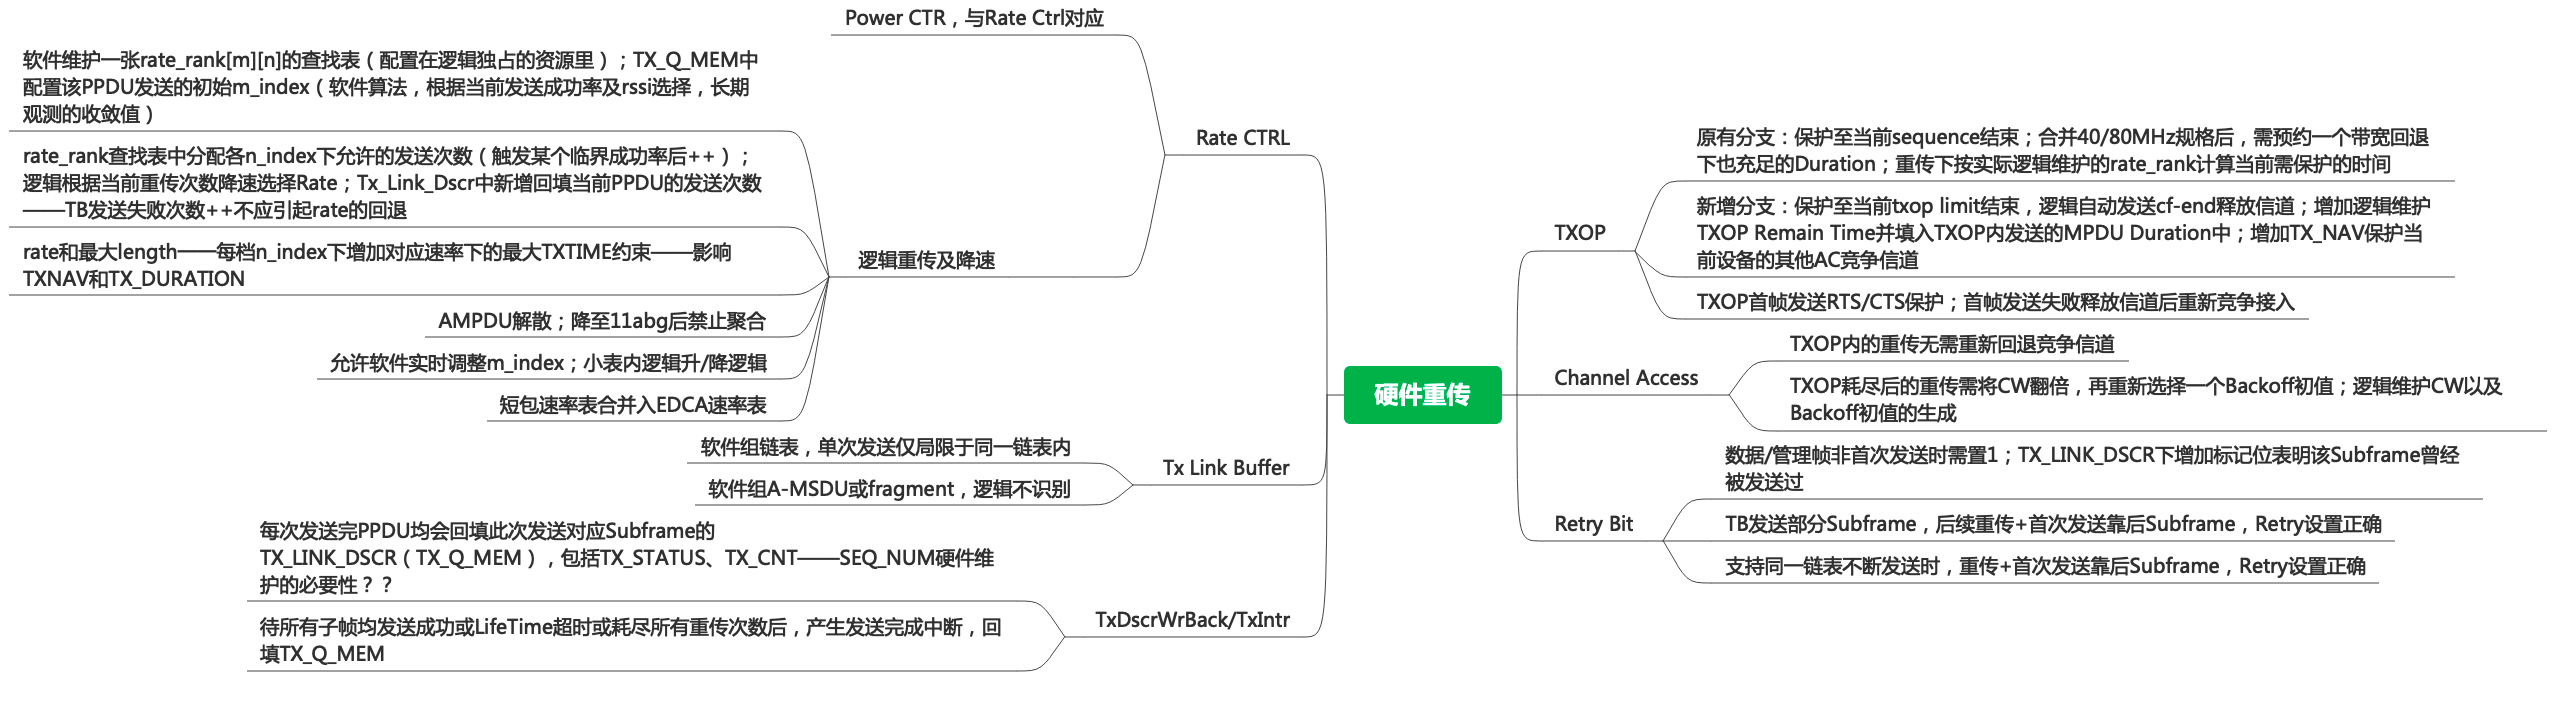 Power CTR，与Rate Ctrl对应
软件维护一张rate_rank[m][n]的查找表（配置在逻辑独占的资源里）；TX_Q_MEM中
配置该PPDU发送的初始m_index（软件算法，根据当前发送成功率及rssi选择，长期
观测的收敛值）
rate_rank查找表中分配各n_index下允许的发送次数（触发某个临界成功率后++）；
逻辑根据当前重传次数降速选择Rate；Tx_Link_Dscr中新增回填当前PPDU的发送次数
——TB发送失败次数++不应引起rate的回退
rate和最大length——每档n_index下增加对应速率下的最大TXTIME约束——影响
TXNAV和TX_DURATION
AMPDU解散；降至11abg后禁止聚合
允许软件实时调整m_index；小表内逻辑升/降逻辑
短包速率表合并入EDCA速率表
逻辑重传及降速
Rate CTRL
软件组链表，单次发送仅局限于同一链表内
软件组A-MSDU或fragment，逻辑不识别
Tx Link Buffer
每次发送完PPDU均会回填此次发送对应Subframe的
TX_LINK_DSCR（TX_Q_MEM），包括TX_STATUS、TX_CNT——SEQ_NUM硬件维
护的必要性？？
待所有子帧均发送成功或LifeTime超时或耗尽所有重传次数后，产生发送完成中断，回
填TX_Q_MEM
TxDscrWrBack/TxIntr
硬件重传
TXOP
原有分支：保护至当前sequence结束；合并40/80MHz规格后，需预约一个带宽回退
下也充足的Duration；重传下按实际逻辑维护的rate_rank计算当前需保护的时间
新增分支：保护至当前txop limit结束，逻辑自动发送cf-end释放信道；增加逻辑维护
TXOP Remain Time并填入TXOP内发送的MPDU Duration中；增加TX_NAV保护当
前设备的其他AC竞争信道
TXOP首帧发送RTS/CTS保护；首帧发送失败释放信道后重新竞争接入
Channel Access
TXOP内的重传无需重新回退竞争信道
TXOP耗尽后的重传需将CW翻倍，再重新选择一个Backoff初值；逻辑维护CW以及
Backoff初值的生成
Retry Bit
数据/管理帧非首次发送时需置1；TX_LINK_DSCR下增加标记位表明该Subframe曾经
被发送过
TB发送部分Subframe，后续重传+首次发送靠后Subframe，Retry设置正确
支持同一链表不断发送时，重传+首次发送靠后Subframe，Retry设置正确